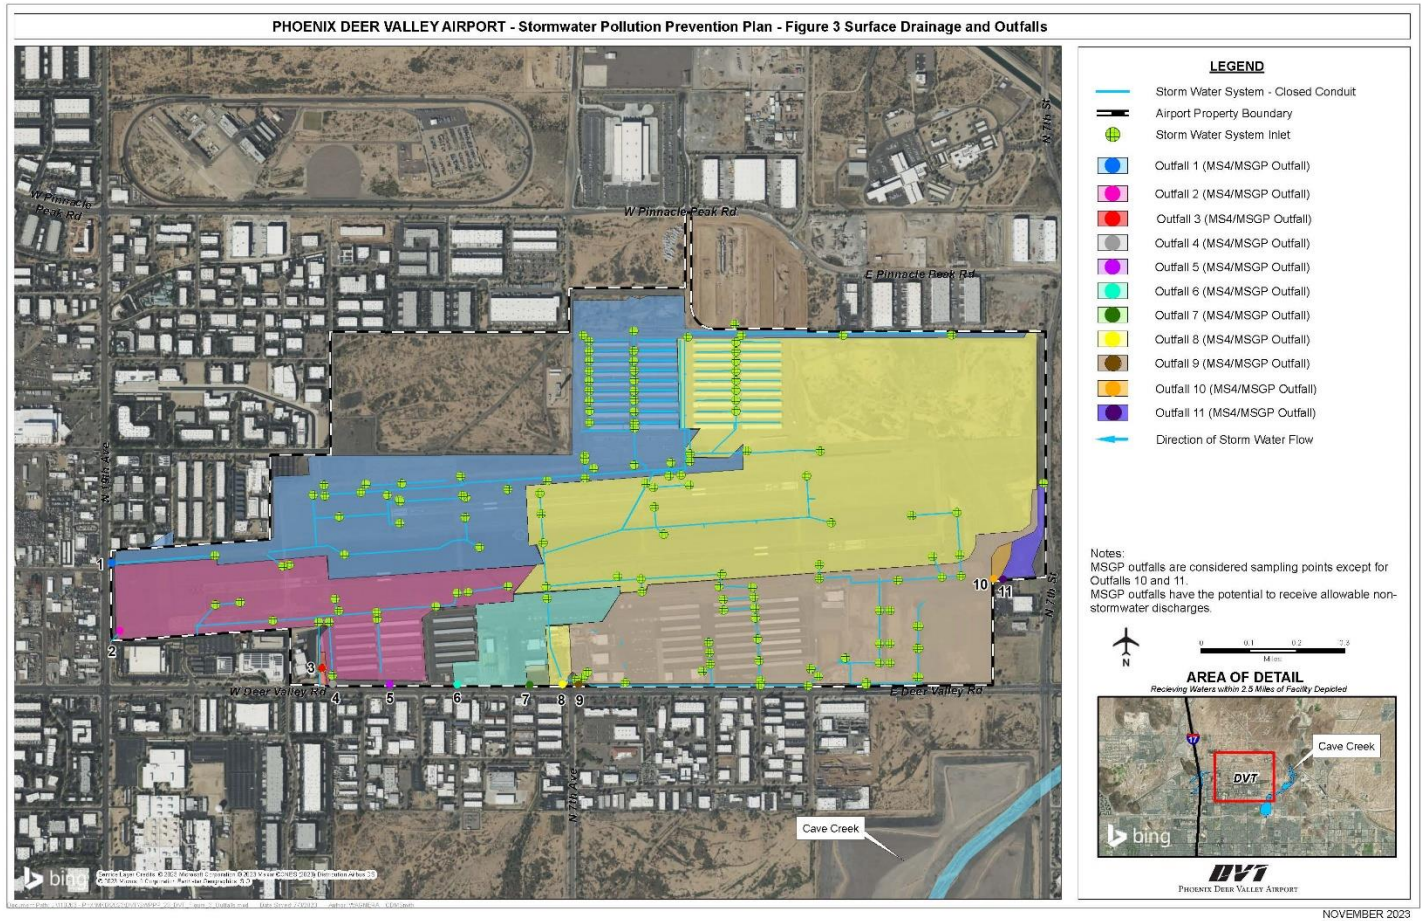 PHOENIX DEER VALLEY AIRPORT - Stormwater Pollution Prevention Plan - Figure 3 Surface Drainage and Outfalls
N 7th St
W Pinnacle
Peak Rd
W Pinnacle Peak Rd
E Pinnacle Peak Rd
N 19th Ave
1
2
3
4
5
6
7
8
9
10
11
N 7th St
W Deer Valley Rd
E Deer Valley Rd
N 7th Ave
Cave Creek
bing
LEGEND
Storm Water System - Closed Conduit
Airport Property Boundary
Storm Water System Inlet
Outfall 1 (MS4/MSGP Outfall)
Outfall 2 (MS4/MSGP Outfall)
Outfall 3 (MS4/MSGP Outfall)
Outfall 4 (MS4/MSGP Outfall)
Outfall 5 (MS4/MSGP Outfall)
Outfall 6 (MS4/MSGP Outfall)
Outfall 7 (MS4/MSGP Outfall)
Outfall 8 (MS4/MSGP Outfall)
Outfall 9 (MS4/MSGP Outfall)
Outfall 10 (MS4/MSGP Outfall)
Outfall 11 (MS4/MSGP Outfall)
Direction of Storm Water Flow
Notes:
MSGP outfalls are considered sampling points except for
Outfalls 10 and 11.
MSGP outfalls have the potential to receive allowable non-
stormwater discharges.
N
0 0.1 0.2 0.3
Miles
AREA OF DETAIL
Recieving Waters within 2.5 Miles of Facility Depicted
17
DVT
Cave Creek
bing
DVT
PHOENIX DEER VALLEY AIRPORT
NOVEMBER 2023